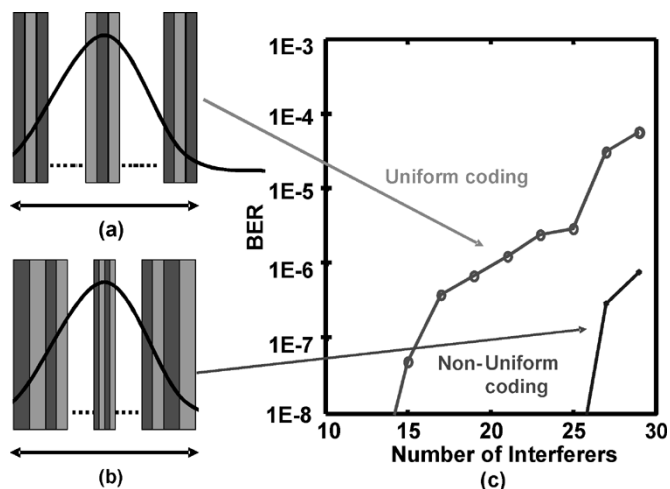 (a)
(b)
1E-3
1E-4
1E-5
1E-6
1E-7
1E-8
BER
Uniform coding
Non-Uniform
coding
10 15 20 25 30
Number of Interferers
(c)